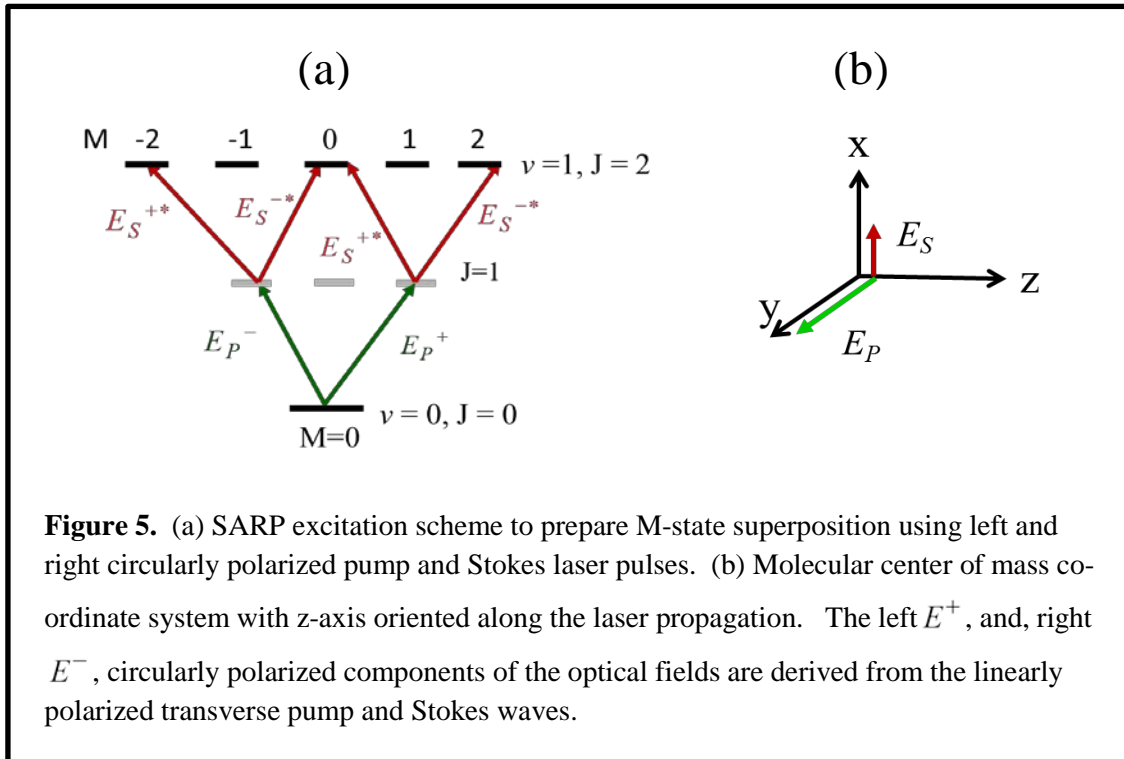 (a)
(b)
M -2 -1 0 1 2
v =1, J = 2
E_S^{+*}
E_S^{-*}
E_S^{+*}
E_S^{-*}
J=1
E_P^-
E_P^+
v = 0, J = 0
M=0
x
E_S
z
y
E_P
Figure 5. (a) SARP excitation scheme to prepare M-state superposition using left and
right circularly polarized pump and Stokes laser pulses. (b) Molecular center of mass co-
ordinate system with z-axis oriented along the laser propagation. The left E^+, and, right
E^-, circularly polarized components of the optical fields are derived from the linearly
polarized transverse pump and Stokes waves.